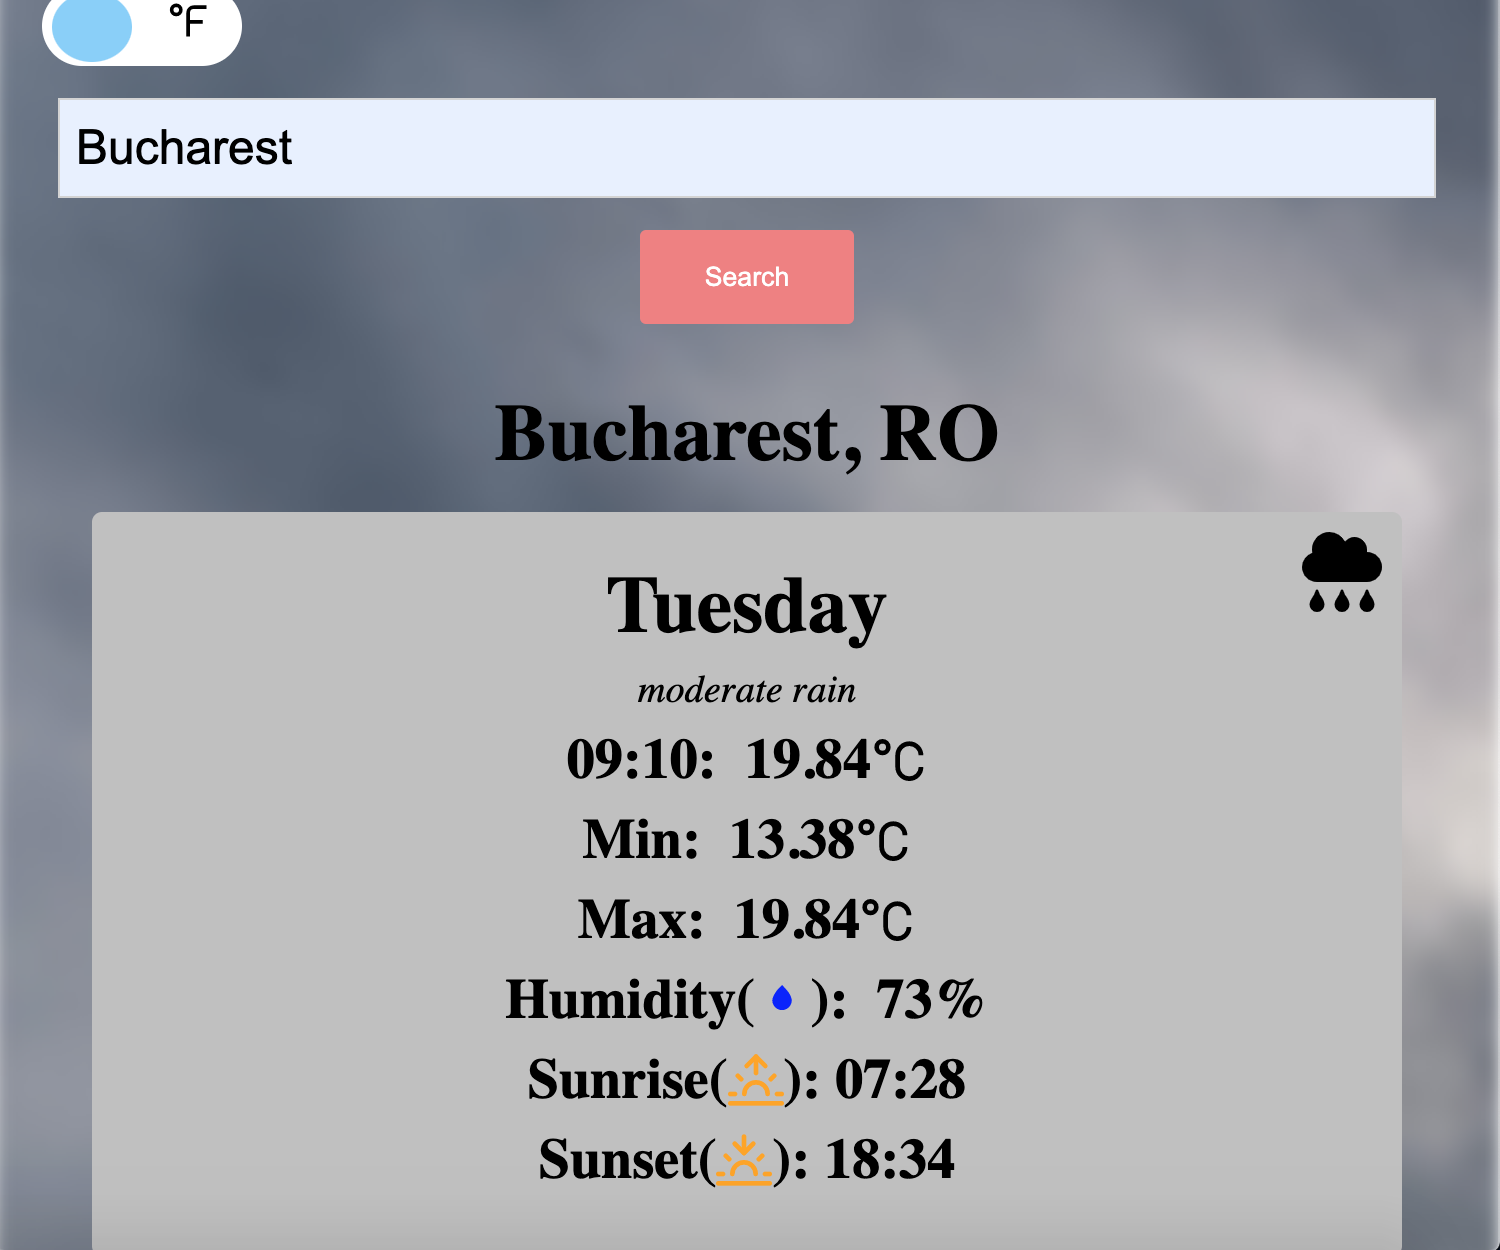 °F
Bucharest
Search
Bucharest, RO
Tuesday
moderate rain
09:10: 19.84°C
Min: 13.38°C
Max: 19.84°C
Humidity( ): 73%
Sunrise( ): 07:28
Sunset( ): 18:34